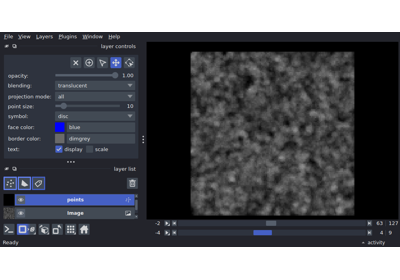 File View Layers Plugins Window Help
layer controls
opacity: 1.00
blending: translucent
projection mode: all
point size: 10
symbol: disc
face color: blue
border color: dimgrey
text: display scale
layer list
points
Image
-2 63 127
-4 4 9
Ready activity